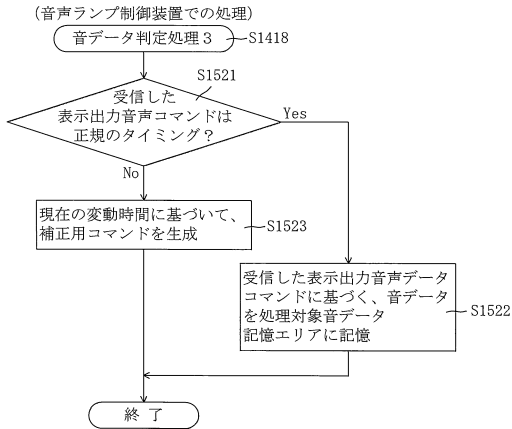 (音声ランプ制御装置での処理)
音データ判定処理3
S1418
S1521
受信した
表示出力音声コマンドは
正規のタイミング?
Yes
No
現在の変動時間に基づいて、
補正用コマンドを生成
S1523
受信した表示出力音声データ
コマンドに基づく、音データ
を処理対象音データ
記憶エリアに記憶
S1522
終了